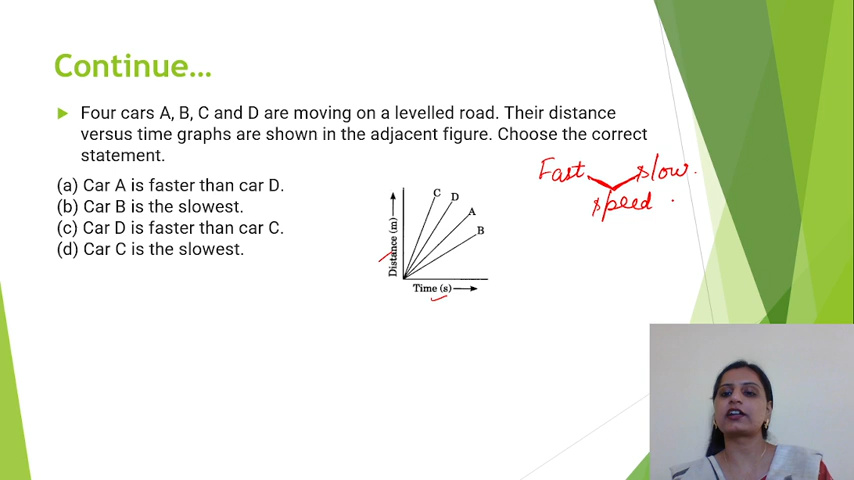 Continue...
Four cars A, B, C and D are moving on a levelled road. Their distance
versus time graphs are shown in the adjacent figure. Choose the correct
statement.
(a) Car A is faster than car D.
(b) Car B is the slowest.
(c) Car D is faster than car C.
(d) Car C is the slowest.
Fast slow.
speed
C
D
A
B
Distance (m)
Time (s)